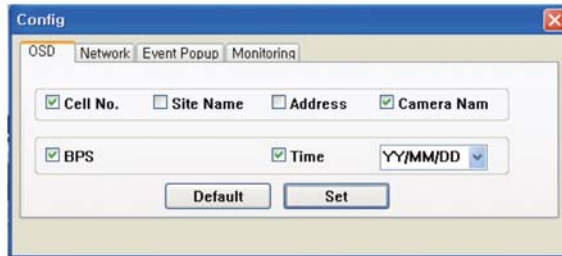 Config
OSD Network Event Popup Monitoring
Cell No. Site Name Address Camera Nam
BPS Time YY/MM/DD
Default Set